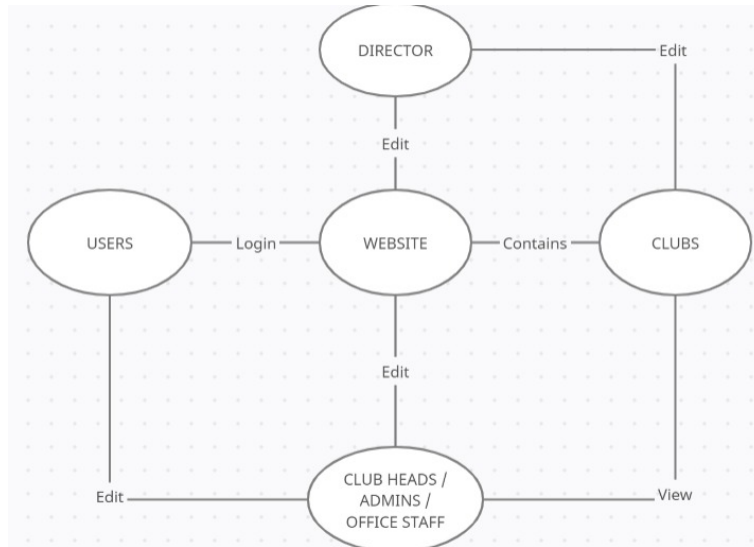 DIRECTOR
Edit
Edit
USERS
Login
WEBSITE
Contains
CLUBS
Edit
CLUB HEADS /
ADMINS /
OFFICE STAFF
Edit
View